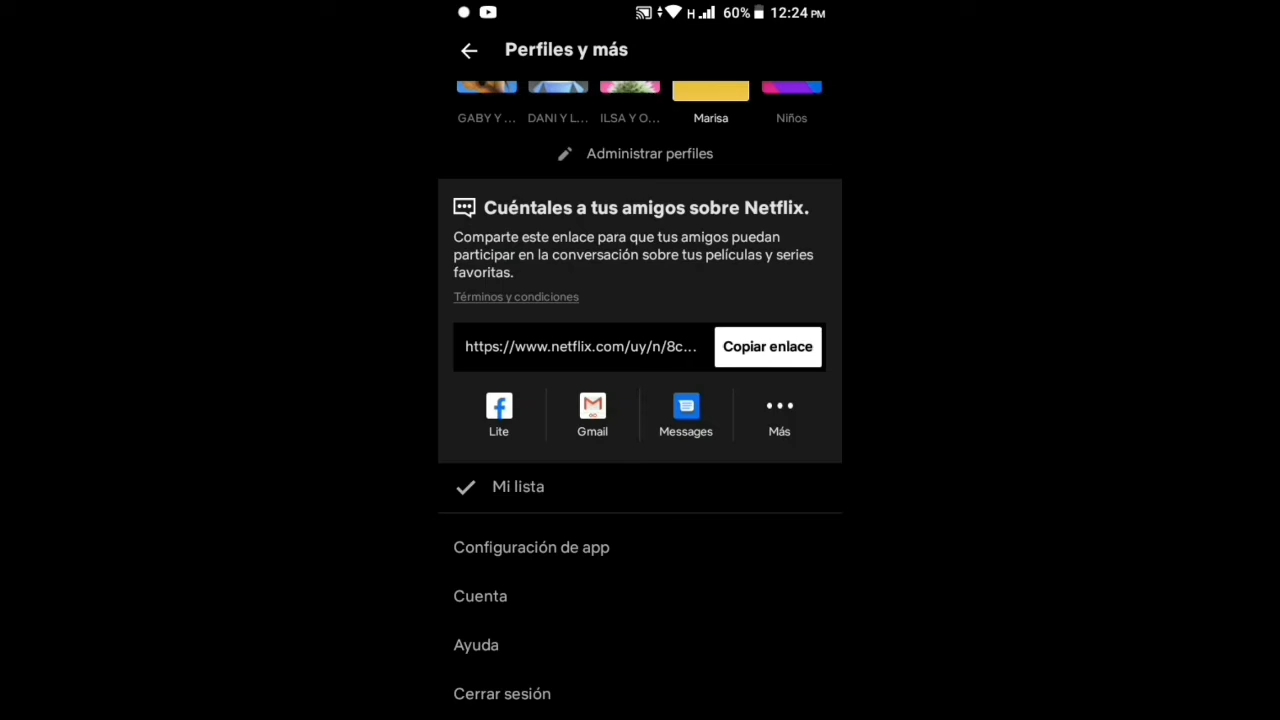 H 60% 12:24 PM
Perfiles y más
GABY Y ... DANI Y L... ILSA Y O... Marisa Niños
Administrar perfiles
Cuéntales a tus amigos sobre Netflix.
Comparte este enlace para que tus amigos puedan
participar en la conversación sobre tus películas y series
favoritas.
Términos y condiciones
https://www.netflix.com/uy/n/8c... Copiar enlace
Lite Gmail Messages Más
Mi lista
Configuración de app
Cuenta
Ayuda
Cerrar sesión